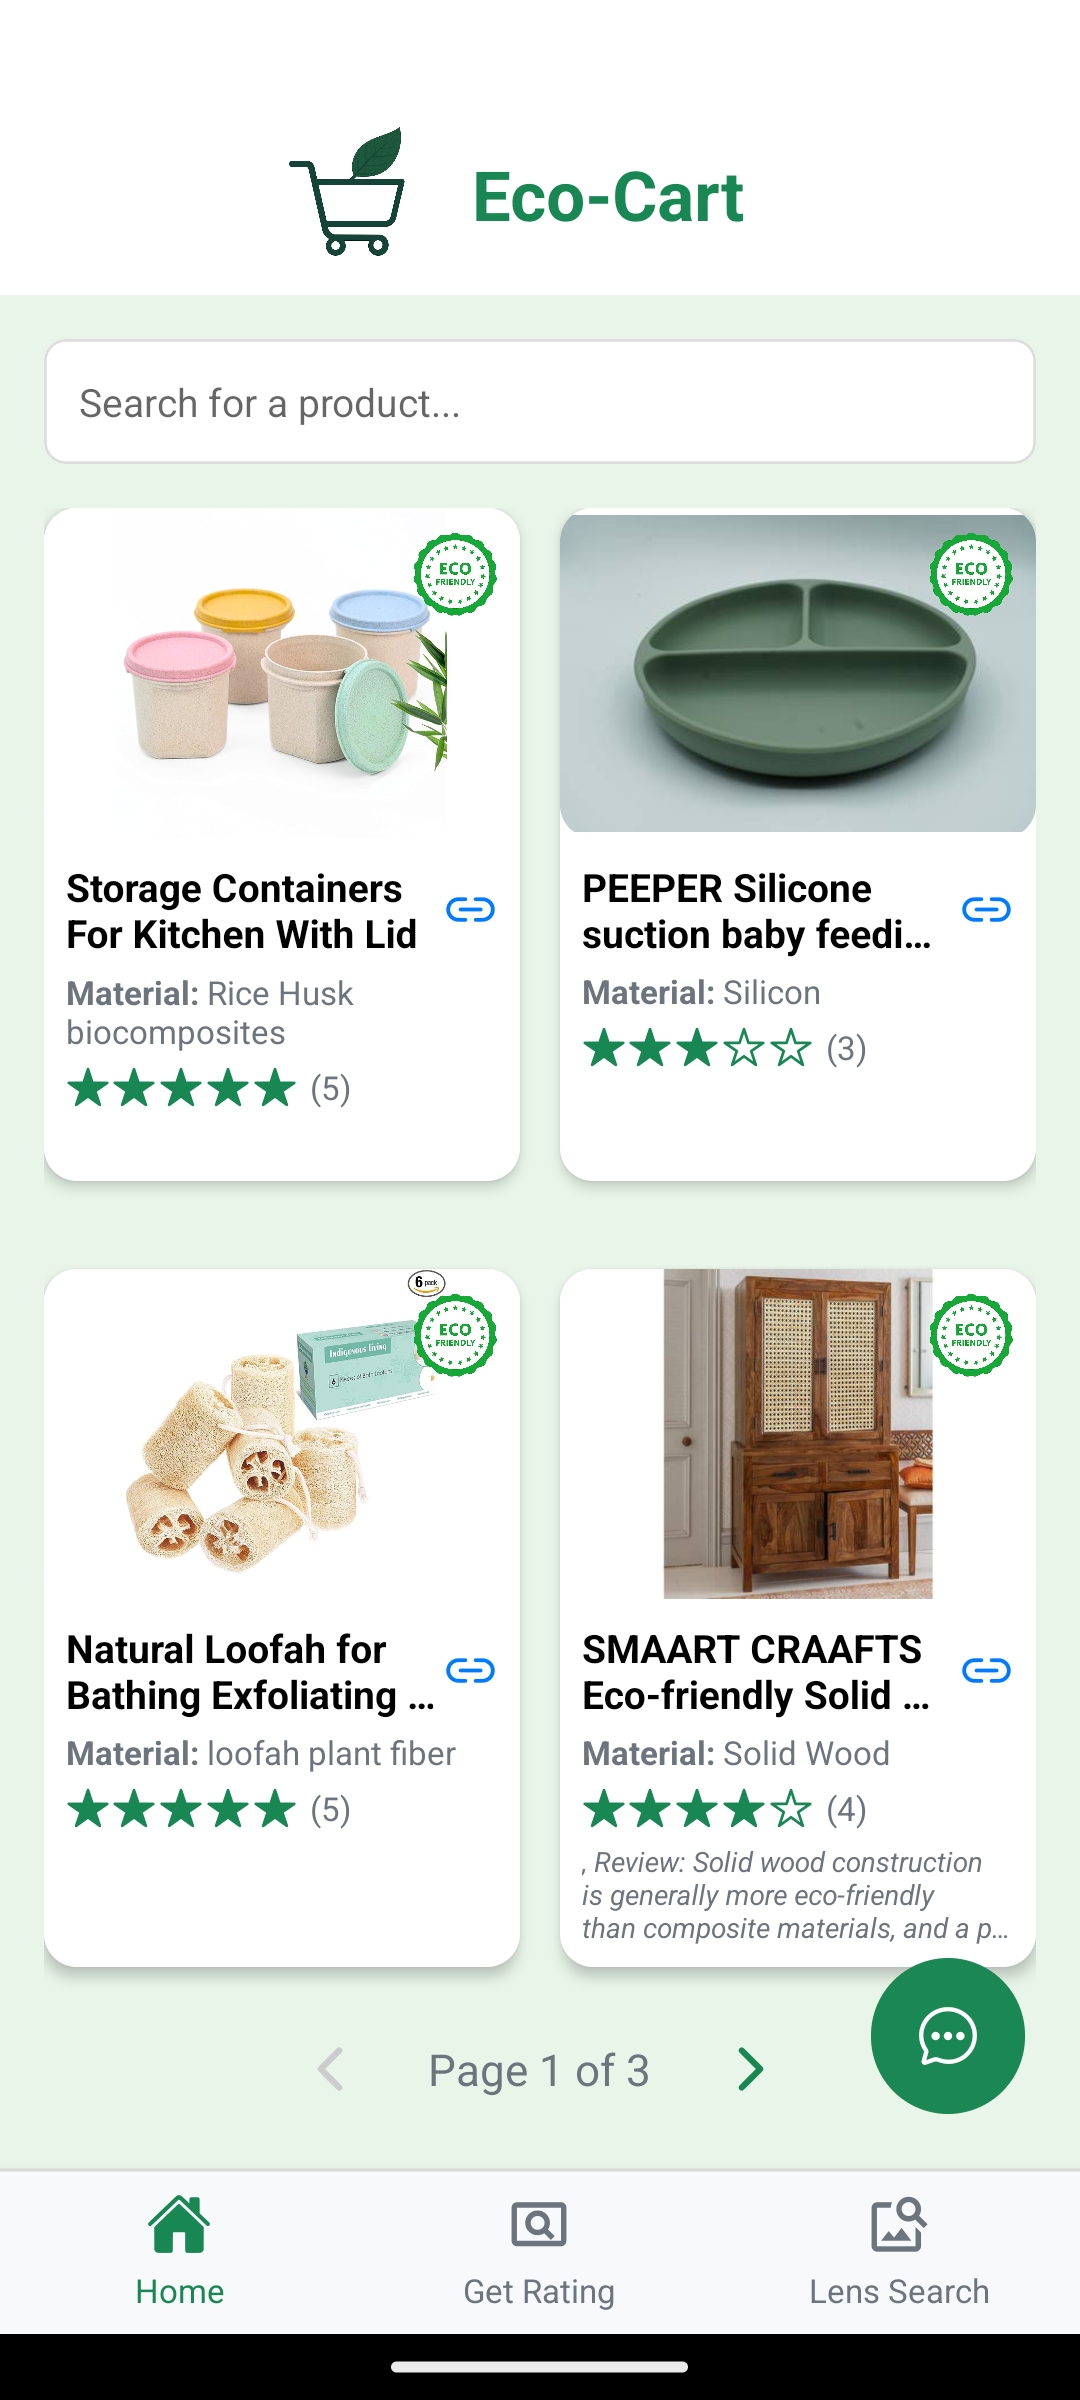 Eco-Cart
Search for a product...
ECO
FRIENDLY
ECO
FRIENDLY
Storage Containers
For Kitchen With Lid
Material: Rice Husk
biocomposites
(5)
PEEPER Silicone
suction baby feedi...
Material: Silicon
(3)
6 pack
ECO
FRIENDLY
Indigenous living
6
ECO
FRIENDLY
Natural Loofah for
Bathing Exfoliating ...
Material: loofah plant fiber
(5)
SMAART CRAAFTS
Eco-friendly Solid ...
Material: Solid Wood
(4)
, Review: Solid wood construction
is generally more eco-friendly
than composite materials, and a p...
Page 1 of 3
Home
Get Rating
Lens Search